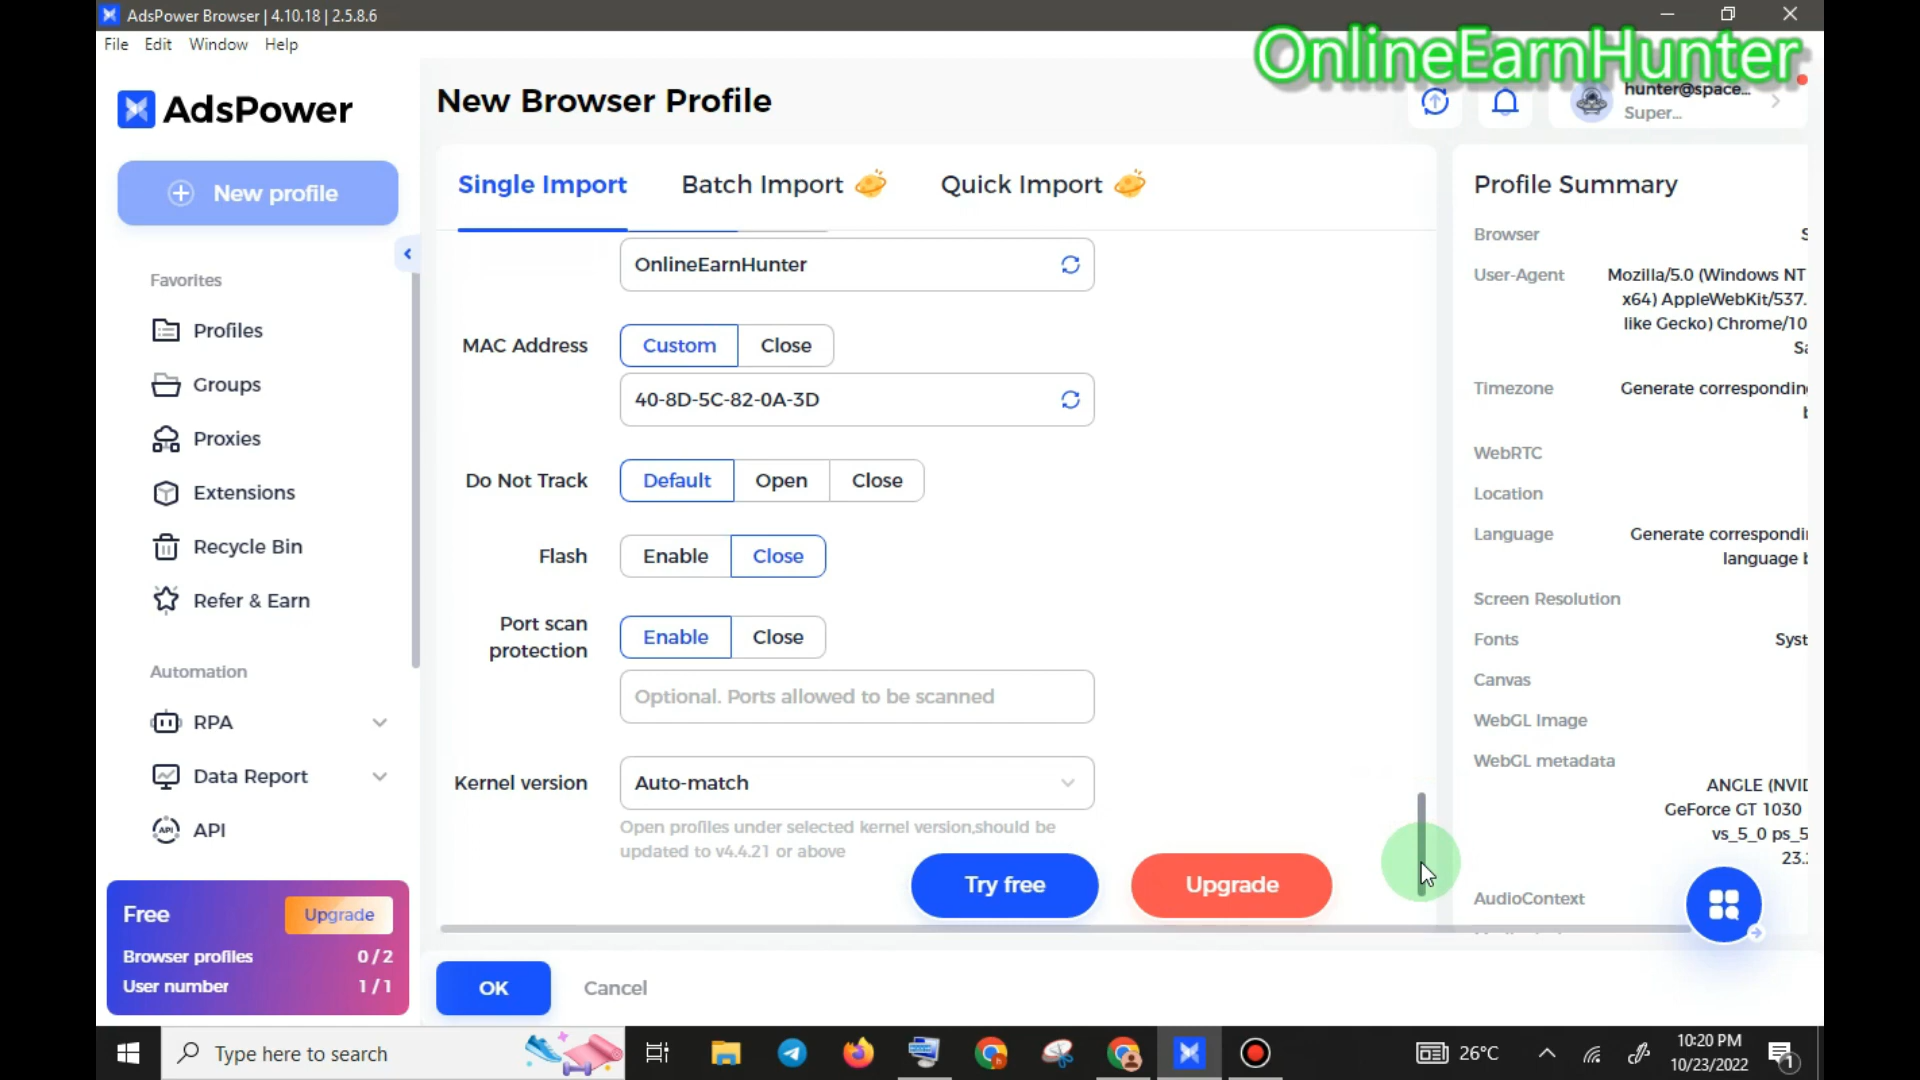 AdsPower Browser | 4.10.18 | 2.5.8.6
File Edit Window Help
OnlineEarnHunter
AdsPower
New Browser Profile
hunter@space...
Super...
New profile
Single Import
Batch Import
Quick Import
Profile Summary
Favorites
Profiles
Groups
Proxies
Extensions
Recycle Bin
Refer & Earn
Automation
RPA
Data Report
API
Free
Upgrade
Browser profiles 0 / 2
User number 1 / 1
OnlineEarnHunter
MAC Address Custom Close
40-8D-5C-82-0A-3D
Do Not Track Default Open Close
Flash Enable Close
Port scan
protection
Enable Close
Optional. Ports allowed to be scanned
Kernel version Auto-match
Open profiles under selected kernel version,should be
updated to v4.4.21 or above
Try free Upgrade
OK Cancel
Browser S
User-Agent Mozilla/5.0 (Windows NT
x64) AppleWebKit/537.
like Gecko) Chrome/10
Sa
Timezone Generate correspondin
WebRTC
Location
Language Generate correspondi
language b
Screen Resolution
Fonts Syst
Canvas
WebGL Image
WebGL metadata
ANGLE (NVID
GeForce GT 1030
vs_5_0 ps_5
23.
AudioContext
Type here to search
26°C
10:20 PM
10/23/2022
1